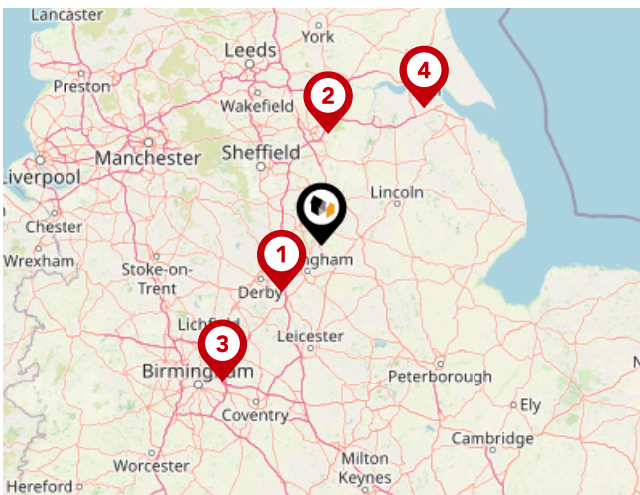 Lancaster
York
Leeds
4
Preston
2
Wakefield
Manchester
Sheffield
Liverpool
Lincoln
Chester
1
ngham
Wrexham
Stoke-on-
Trent
Derby
Lichfield
3
Leicester
Birmingham
Peterborough
Coventry
Ely
Cambridge
Worcester
Milton
Keynes
Hereford